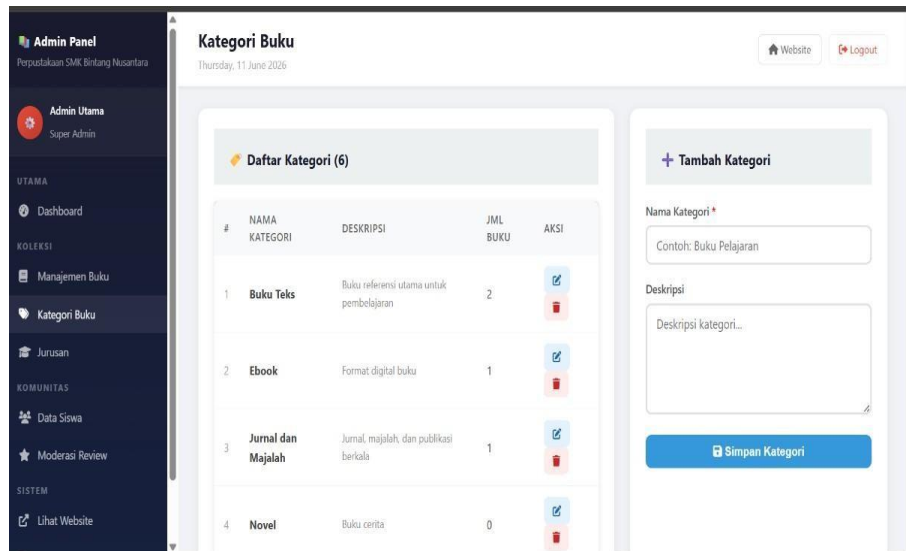 Admin Panel
Perpustakaan SMK Bintang Nusantara
Admin Utama
Super Admin
UTAMA
Dashboard
KOLEKSI
Manajemen Buku
Kategori Buku
Jurusan
KOMUNITAS
Data Siswa
Moderasi Review
SISTEM
Lihat Website
Kategori Buku
Thursday, 11 June 2026
Website
Logout
Daftar Kategori (6)
# NAMA KATEGORI DESKRIPSI JML BUKU AKSI
1 Buku Teks Buku referensi utama untuk pembelajaran 2
2 Ebook Format digital buku 1
3 Jurnal dan Majalah Jurnal, majalah, dan publikasi berkala 1
4 Novel Buku cerita 0
Tambah Kategori
Nama Kategori *
Contoh: Buku Pelajaran
Deskripsi
Deskripsi kategori...
Simpan Kategori